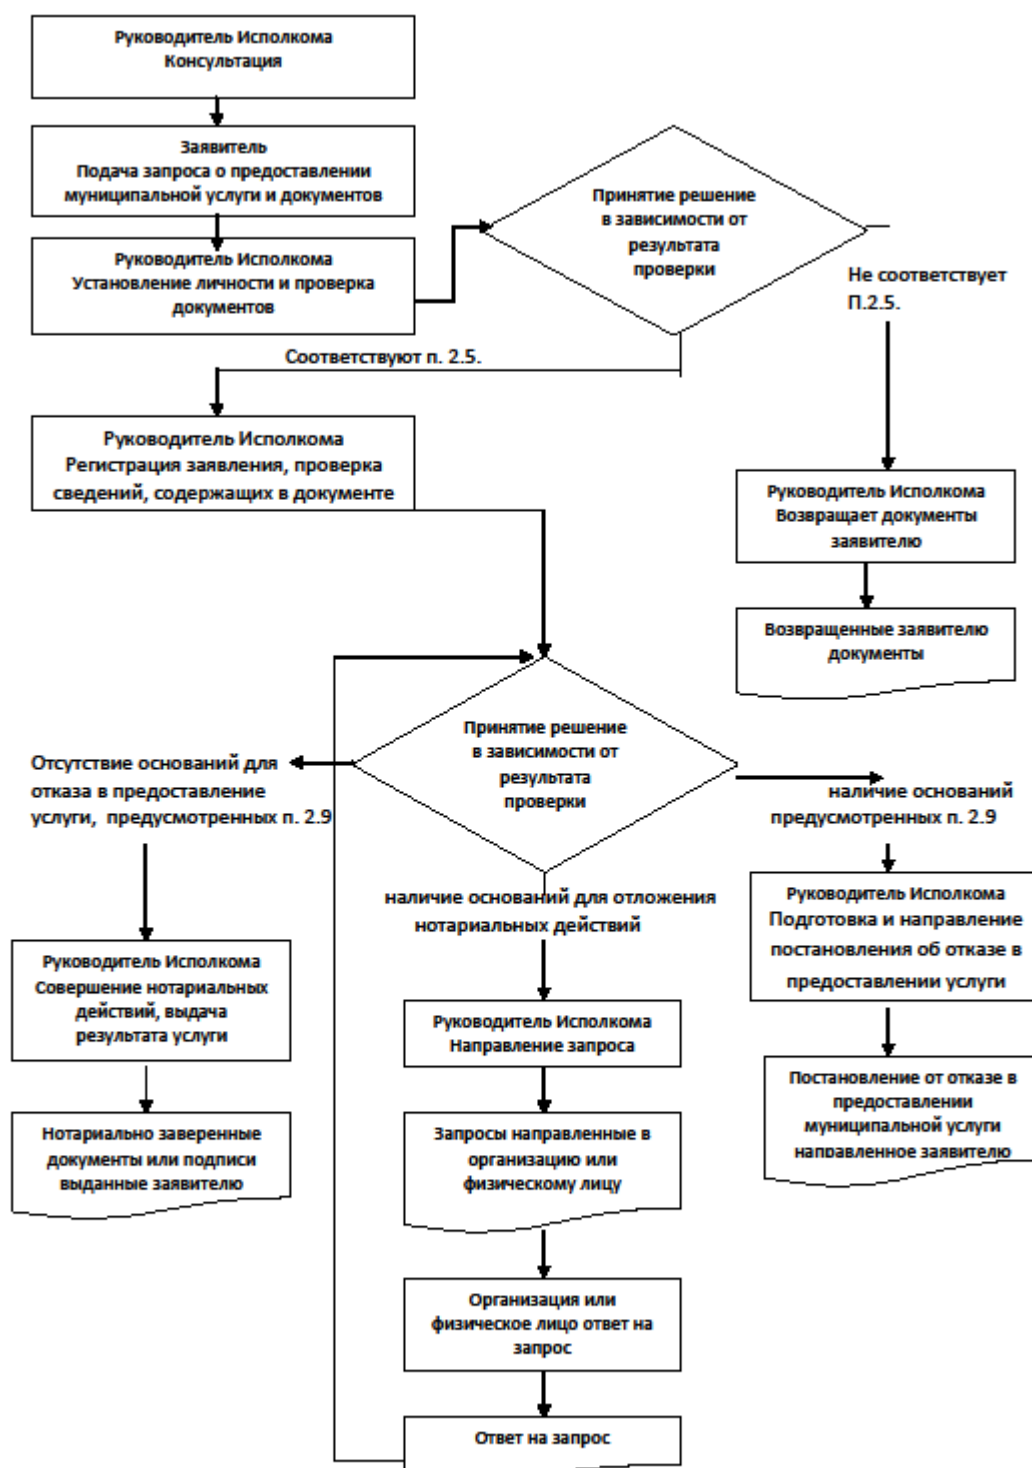 Руководитель Исполкома
Консультация
Заявитель
Подача запроса о предоставлении
муниципальной услуги и документов
Руководитель Исполкома
Установление личности и проверка
документов
Принятие решение
в зависимости от
результата
проверки
Не соответствует
П.2.5.
Соответствуют п. 2.5.
Руководитель Исполкома
Регистрация заявления, проверка
сведений, содержащих в документе
Руководитель Исполкома
Возвращает документы
заявителю
Возвращенные заявителю
документы
Принятие решение
в зависимости от
результата
проверки
Отсутствие оснований для
отказа в предоставление
услуги, предусмотренных п. 2.9
наличие оснований
предусмотренных п. 2.9
наличие оснований для отложения
нотариальных действий
Руководитель Исполкома
Подготовка и направление
постановления об отказе в
предоставлении услуги
Руководитель Исполкома
Совершение нотариальных
действий, выдача
результата услуги
Руководитель Исполкома
Направление запроса
Постановление от отказе в
предоставлении
муниципальной услуги
направленное заявителю
Нотариально заверенные
документы или подписи
выданные заявителю
Запросы направленные в
организацию или
физическому лицу
Организация или
физическое лицо ответ на
запрос
Ответ на запрос